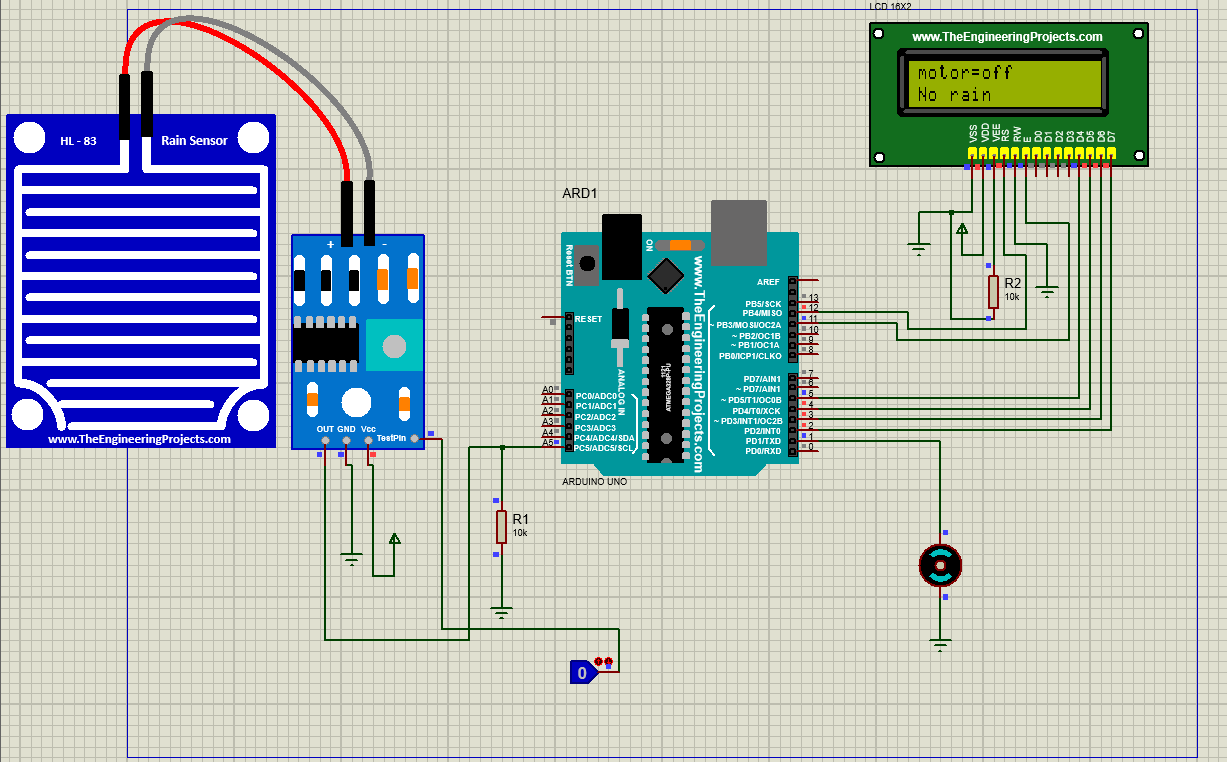 LCD 16X2
www.TheEngineeringProjects.com
motor=off
No rain
VSS
VDD
VEE
RS
RW
E
D0
D1
D2
D3
D4
D5
D6
D7
HL - 83
Rain Sensor
www.TheEngineeringProjects.com
+
-
OUT GND Vcc
TestPin
ARD1
Reset BTN
ON
www.TheEngineeringProjects.com
ANALOG IN
ATMEGA328P-PU
1121
RESET
A0
A1
A2
A3
A4
A5
PC0/ADC0
PC1/ADC1
PC2/ADC2
PC3/ADC3
PC4/ADC4/SDA
PC5/ADC5/SCL
AREF
PB5/SCK
PB4/MISO
~ PB3/MOSI/OC2A
~ PB2/OC1B
~ PB1/OC1A
PB0/ICP1/CLKO
13
12
11
10
9
8
PD7/AIN1
~ PD7/AIN1
~ PD5/T1/OC0B
PD4/T0/XCK
~ PD3/INT1/OC2B
PD2/INT0
PD1/TXD
PD0/RXD
7
6
5
4
3
2
1
0
ARDUINO UNO
R2
10k
R1
10k
0